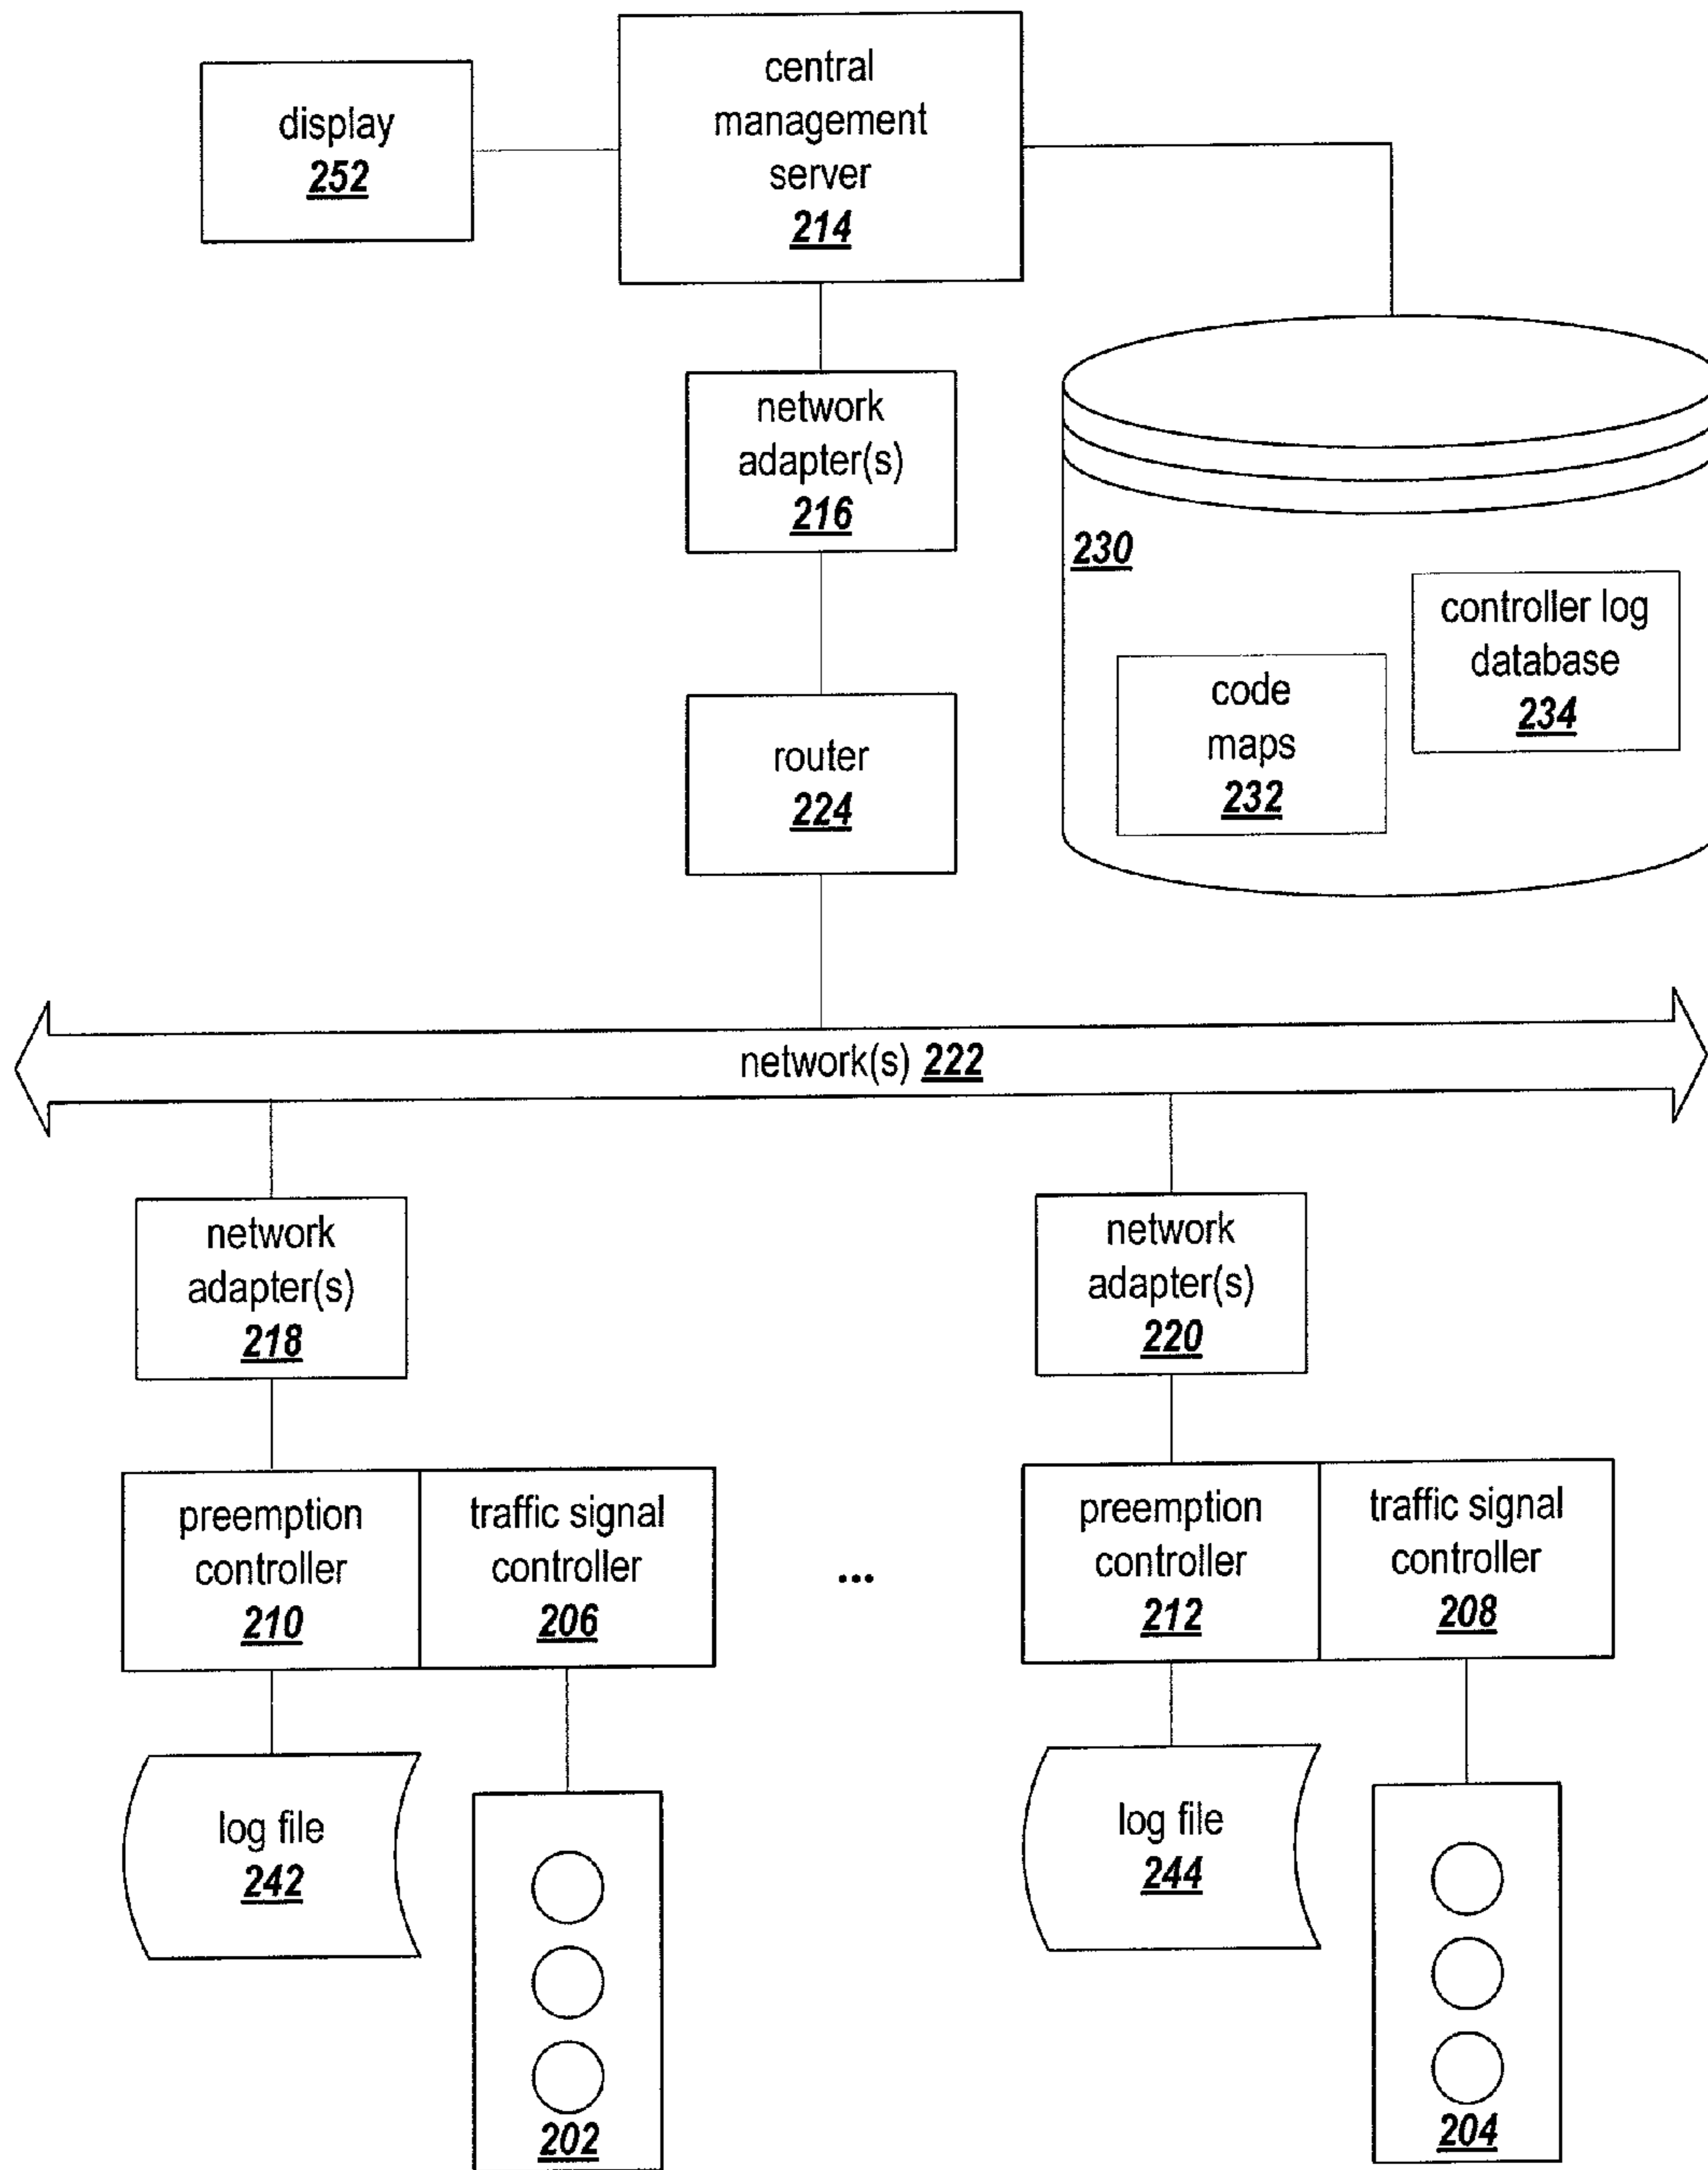 display
252
central
management
server
214
network
adapter(s)
216
230
controller log
database
234
code
maps
232
router
224
network(s) 222
network
adapter(s)
218
network
adapter(s)
220
preemption
controller
210
traffic signal
controller
206
...
preemption
controller
212
traffic signal
controller
208
log file
242
202
log file
244
204